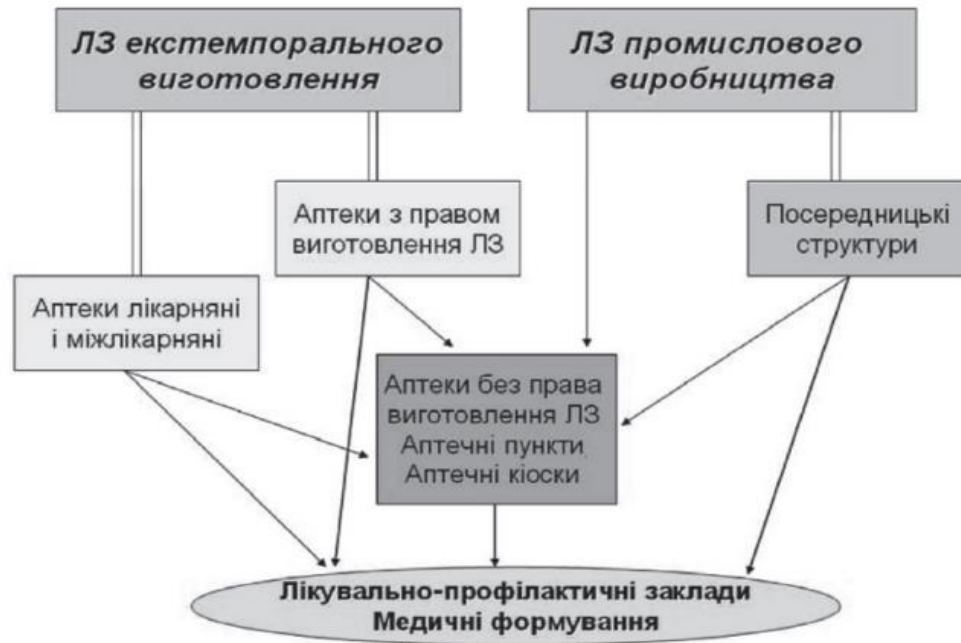 ЛЗ екстемпорального
виготовлення
ЛЗ промислового
виробництва
Аптеки з правом
виготовлення ЛЗ
Посередницькі
структури
Аптеки лікарняні
і міжлікарняні
Аптеки без права
виготовлення ЛЗ
Аптечні пункти
Аптечні кіоски
Лікувально-профілактичні заклади
Медичні формування